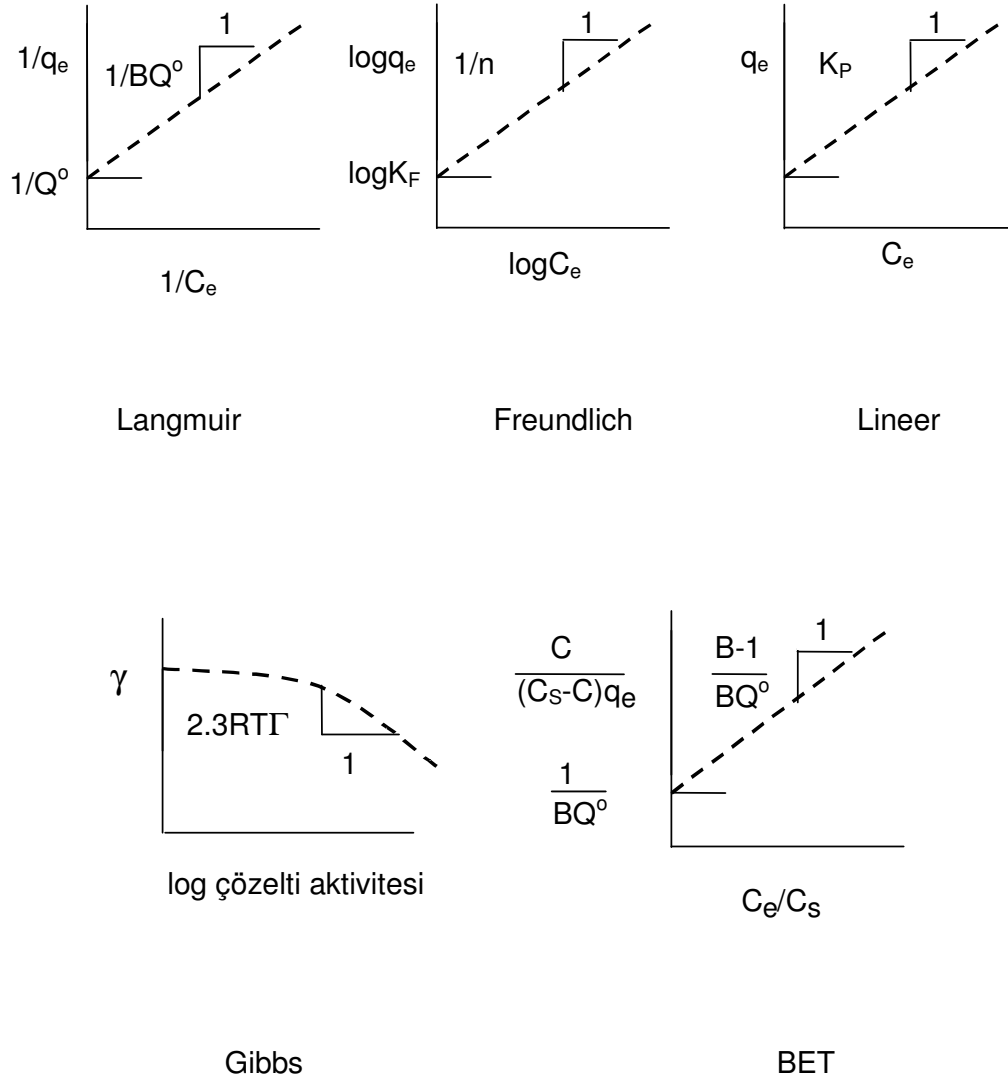 1
1/qe
1/BQº
1/Qº
1/Ce
Langmuir
1
logqe
1/n
logKF
logCe
Freundlich
1
qe
KP
Ce
Lineer
γ
2.3RTΓ
1
log çözelti aktivitesi
Gibbs
C
(CS-C)qe
B-1
BQº
1
1
BQº
Ce/Cs
BET